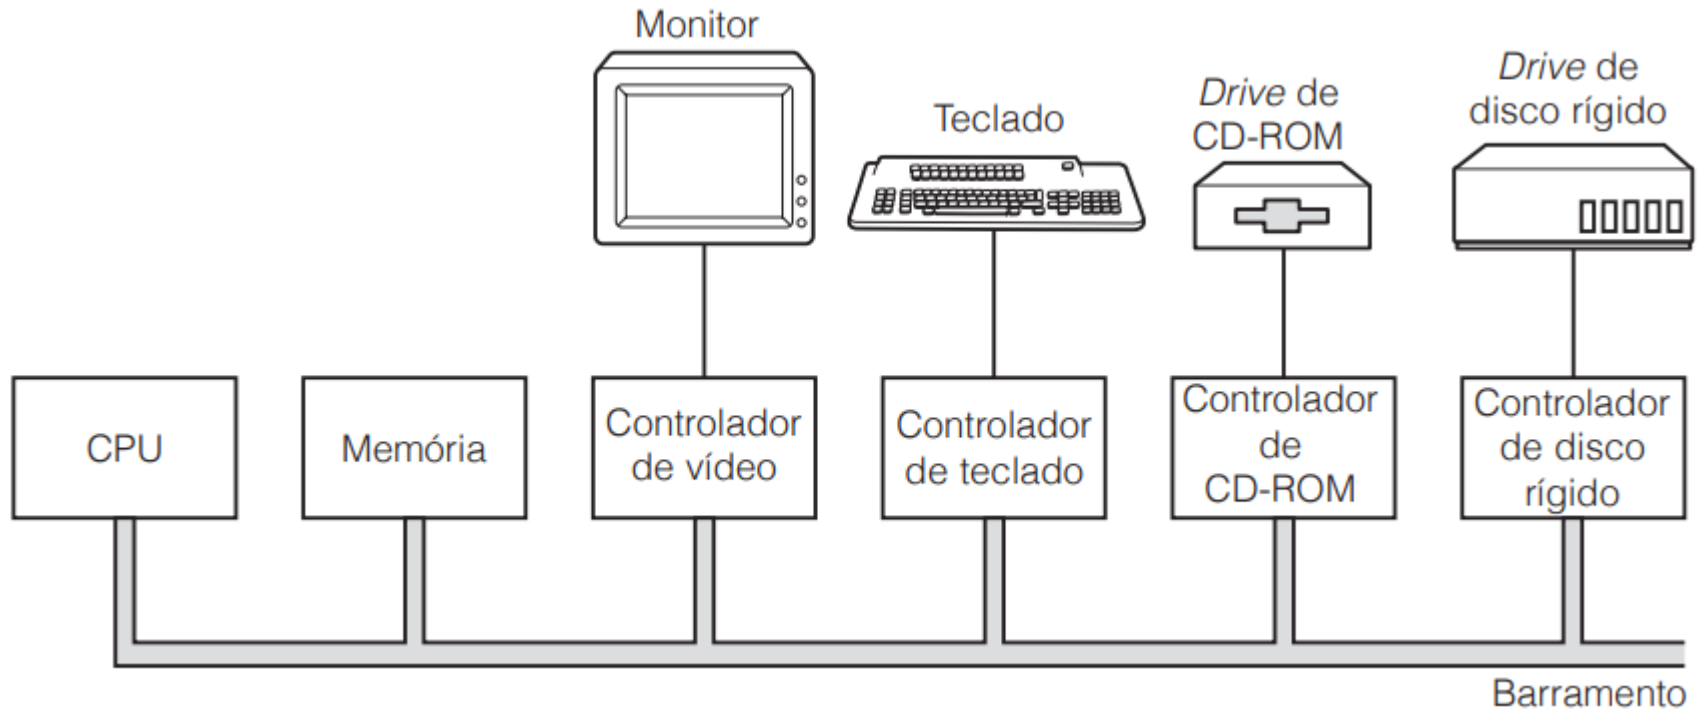 Monitor
Teclado
Drive de
CD-ROM
Drive de
disco rígido
CPU
Memória
Controlador
de vídeo
Controlador
de teclado
Controlador
de
CD-ROM
Controlador
de disco
rígido
Barramento